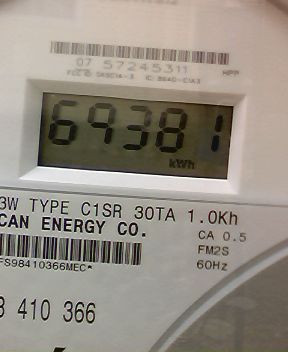 07 57245311
HPP
69381
kWh
3W TYPE C1SR 30TA 1.0Kh
CAN ENERGY CO.
CA 0.5
FM2S
60Hz
FS98410366MEC*
410 366